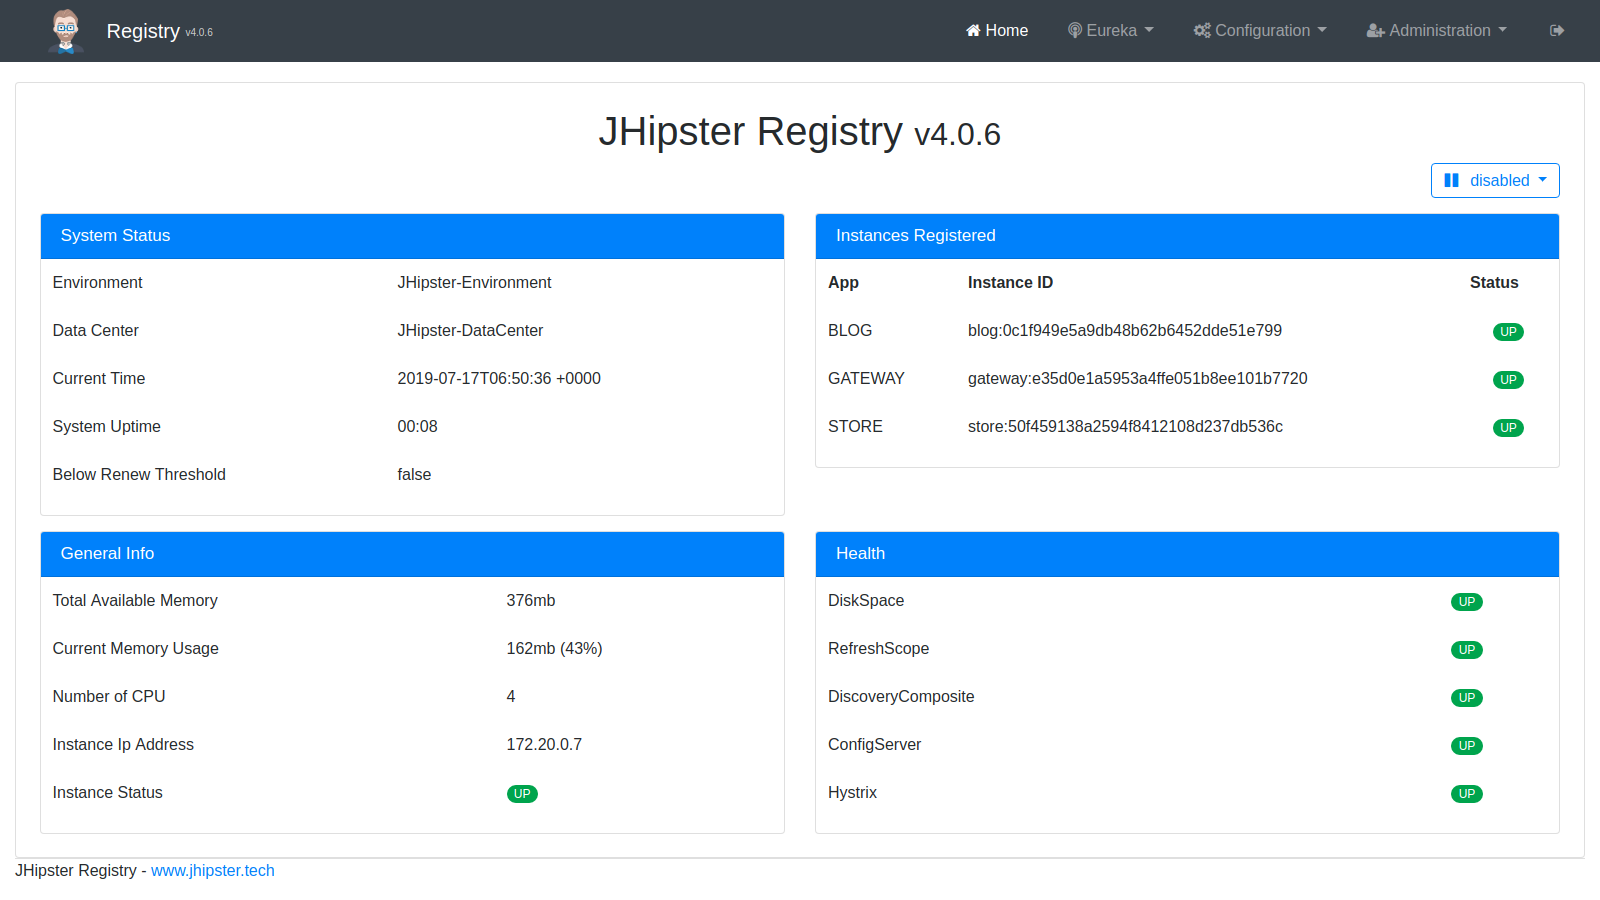 Registry v4.0.6
Home
Eureka
Configuration
Administration
JHipster Registry v4.0.6
disabled
System Status
Environment JHipster-Environment
Data Center JHipster-DataCenter
Current Time 2019-07-17T06:50:36 +0000
System Uptime 00:08
Below Renew Threshold false
Instances Registered
App Instance ID Status
BLOG blog:0c1f949e5a9db48b62b6452dde51e799 UP
GATEWAY gateway:e35d0e1a5953a4ffe051b8ee101b7720 UP
STORE store:50f459138a2594f8412108d237db536c UP
General Info
Total Available Memory 376mb
Current Memory Usage 162mb (43%)
Number of CPU 4
Instance Ip Address 172.20.0.7
Instance Status UP
Health
DiskSpace UP
RefreshScope UP
DiscoveryComposite UP
ConfigServer UP
Hystrix UP
JHipster Registry - www.jhipster.tech